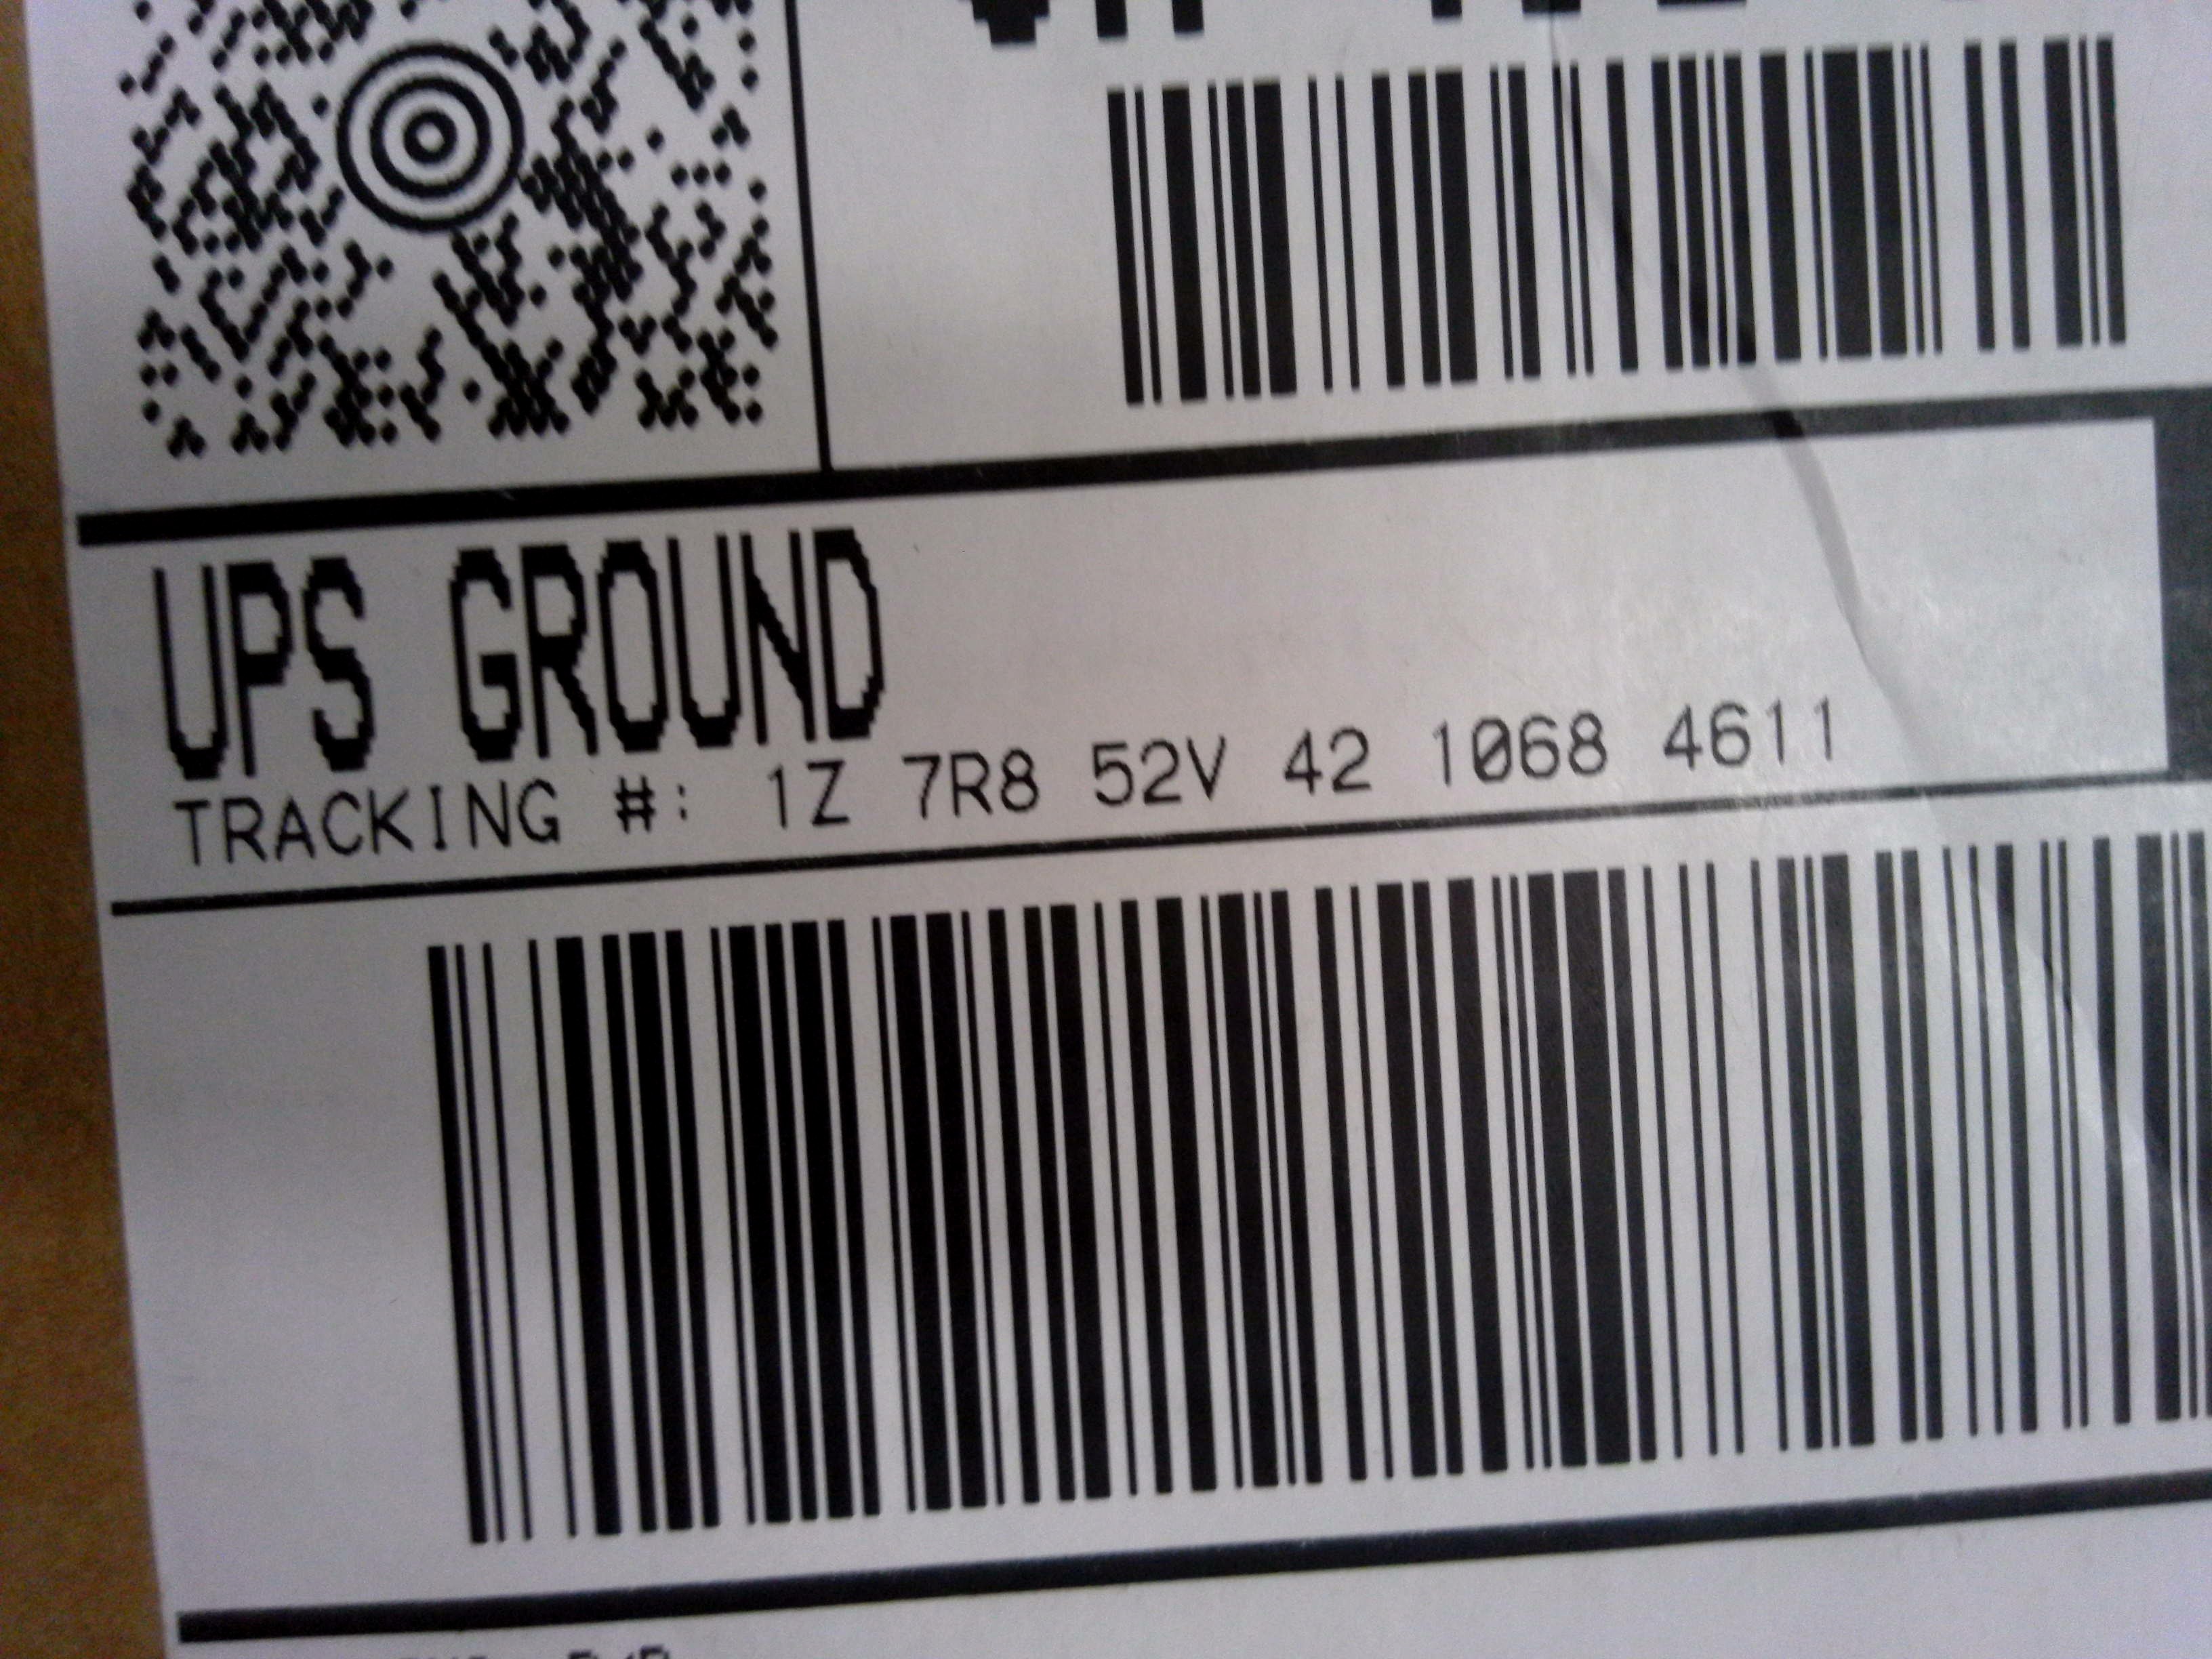 UPS GROUND
TRACKING #: 1Z 7R8 52V 42 1068 4611